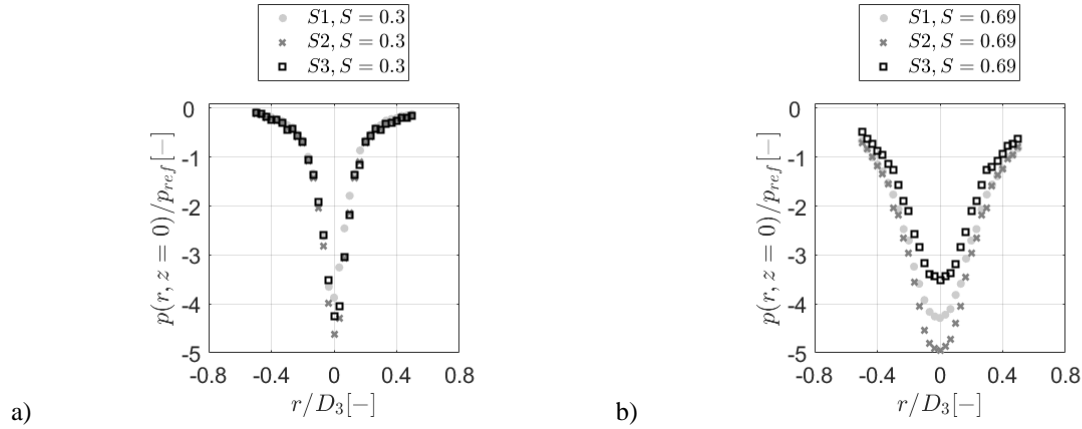 S1, S = 0.3
S2, S = 0.3
S3, S = 0.3
p(r, z = 0)/p_ref[−]
0
-1
-2
-3
-4
-5
-0.8 -0.4 0 0.4 0.8
r/D_3[−]
a)
S1, S = 0.69
S2, S = 0.69
S3, S = 0.69
p(r, z = 0)/p_ref[−]
0
-1
-2
-3
-4
-5
-0.8 -0.4 0 0.4 0.8
r/D_3[−]
b)